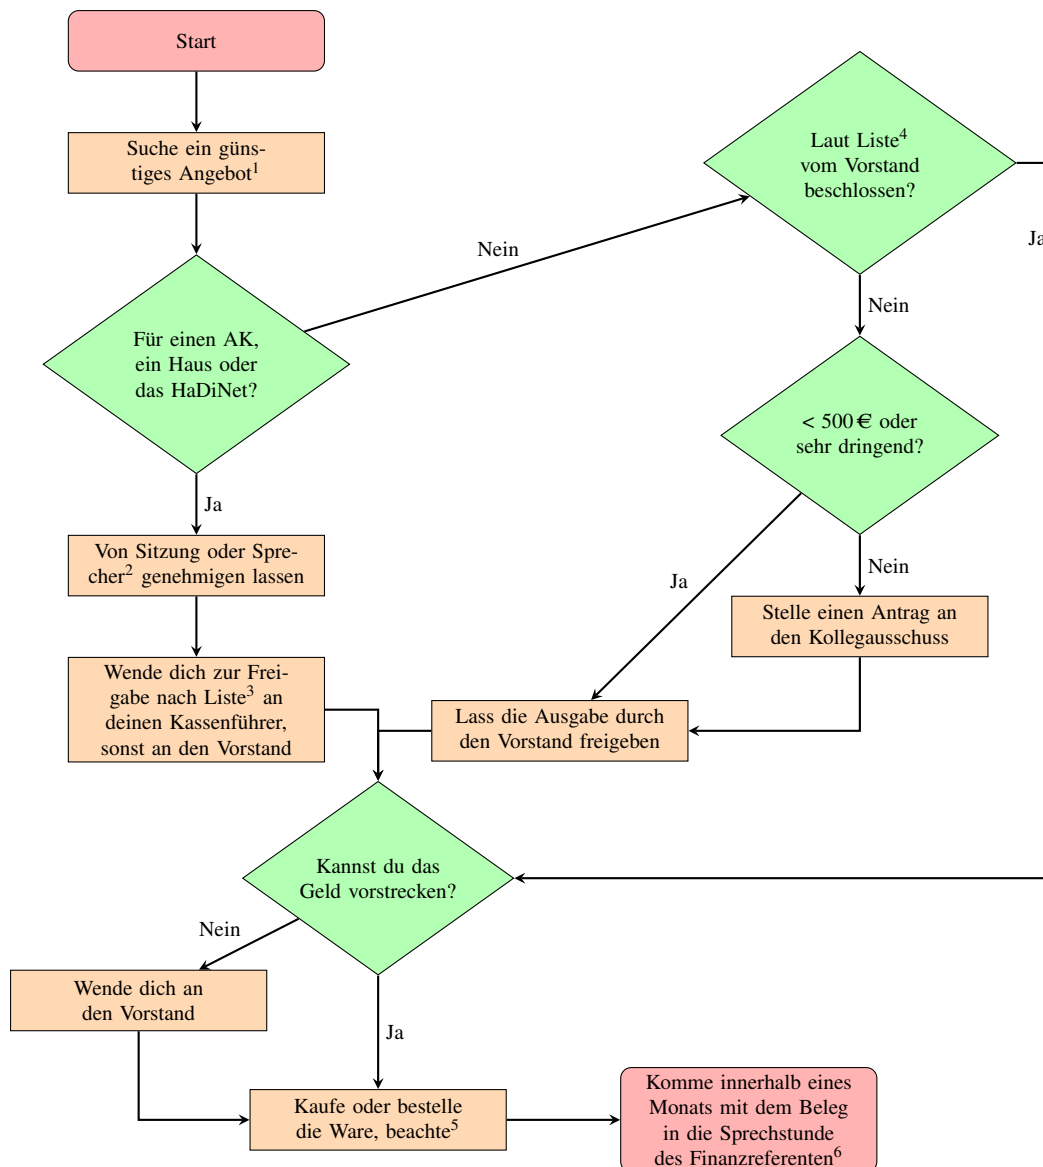 Start
Suche ein güns-
tiges Angebot¹
Für einen AK,
ein Haus oder
das HaDiNet?
Nein
Laut Liste⁴
vom Vorstand
beschlossen?
Ja
Nein
< 500 € oder
sehr dringend?
Ja
Nein
Stelle einen Antrag an
den Kollegausschuss
Lass die Ausgabe durch
den Vorstand freigeben
Ja
Von Sitzung oder Spre-
cher² genehmigen lassen
Wende dich zur Frei-
gabe nach Liste³ an
deinen Kassenführer,
sonst an den Vorstand
Kannst du das
Geld vorstrecken?
Nein
Wende dich an
den Vorstand
Ja
Kaufe oder bestelle
die Ware, beachte⁵
Komme innerhalb eines
Monats mit dem Beleg
in die Sprechstunde
des Finanzreferenten⁶